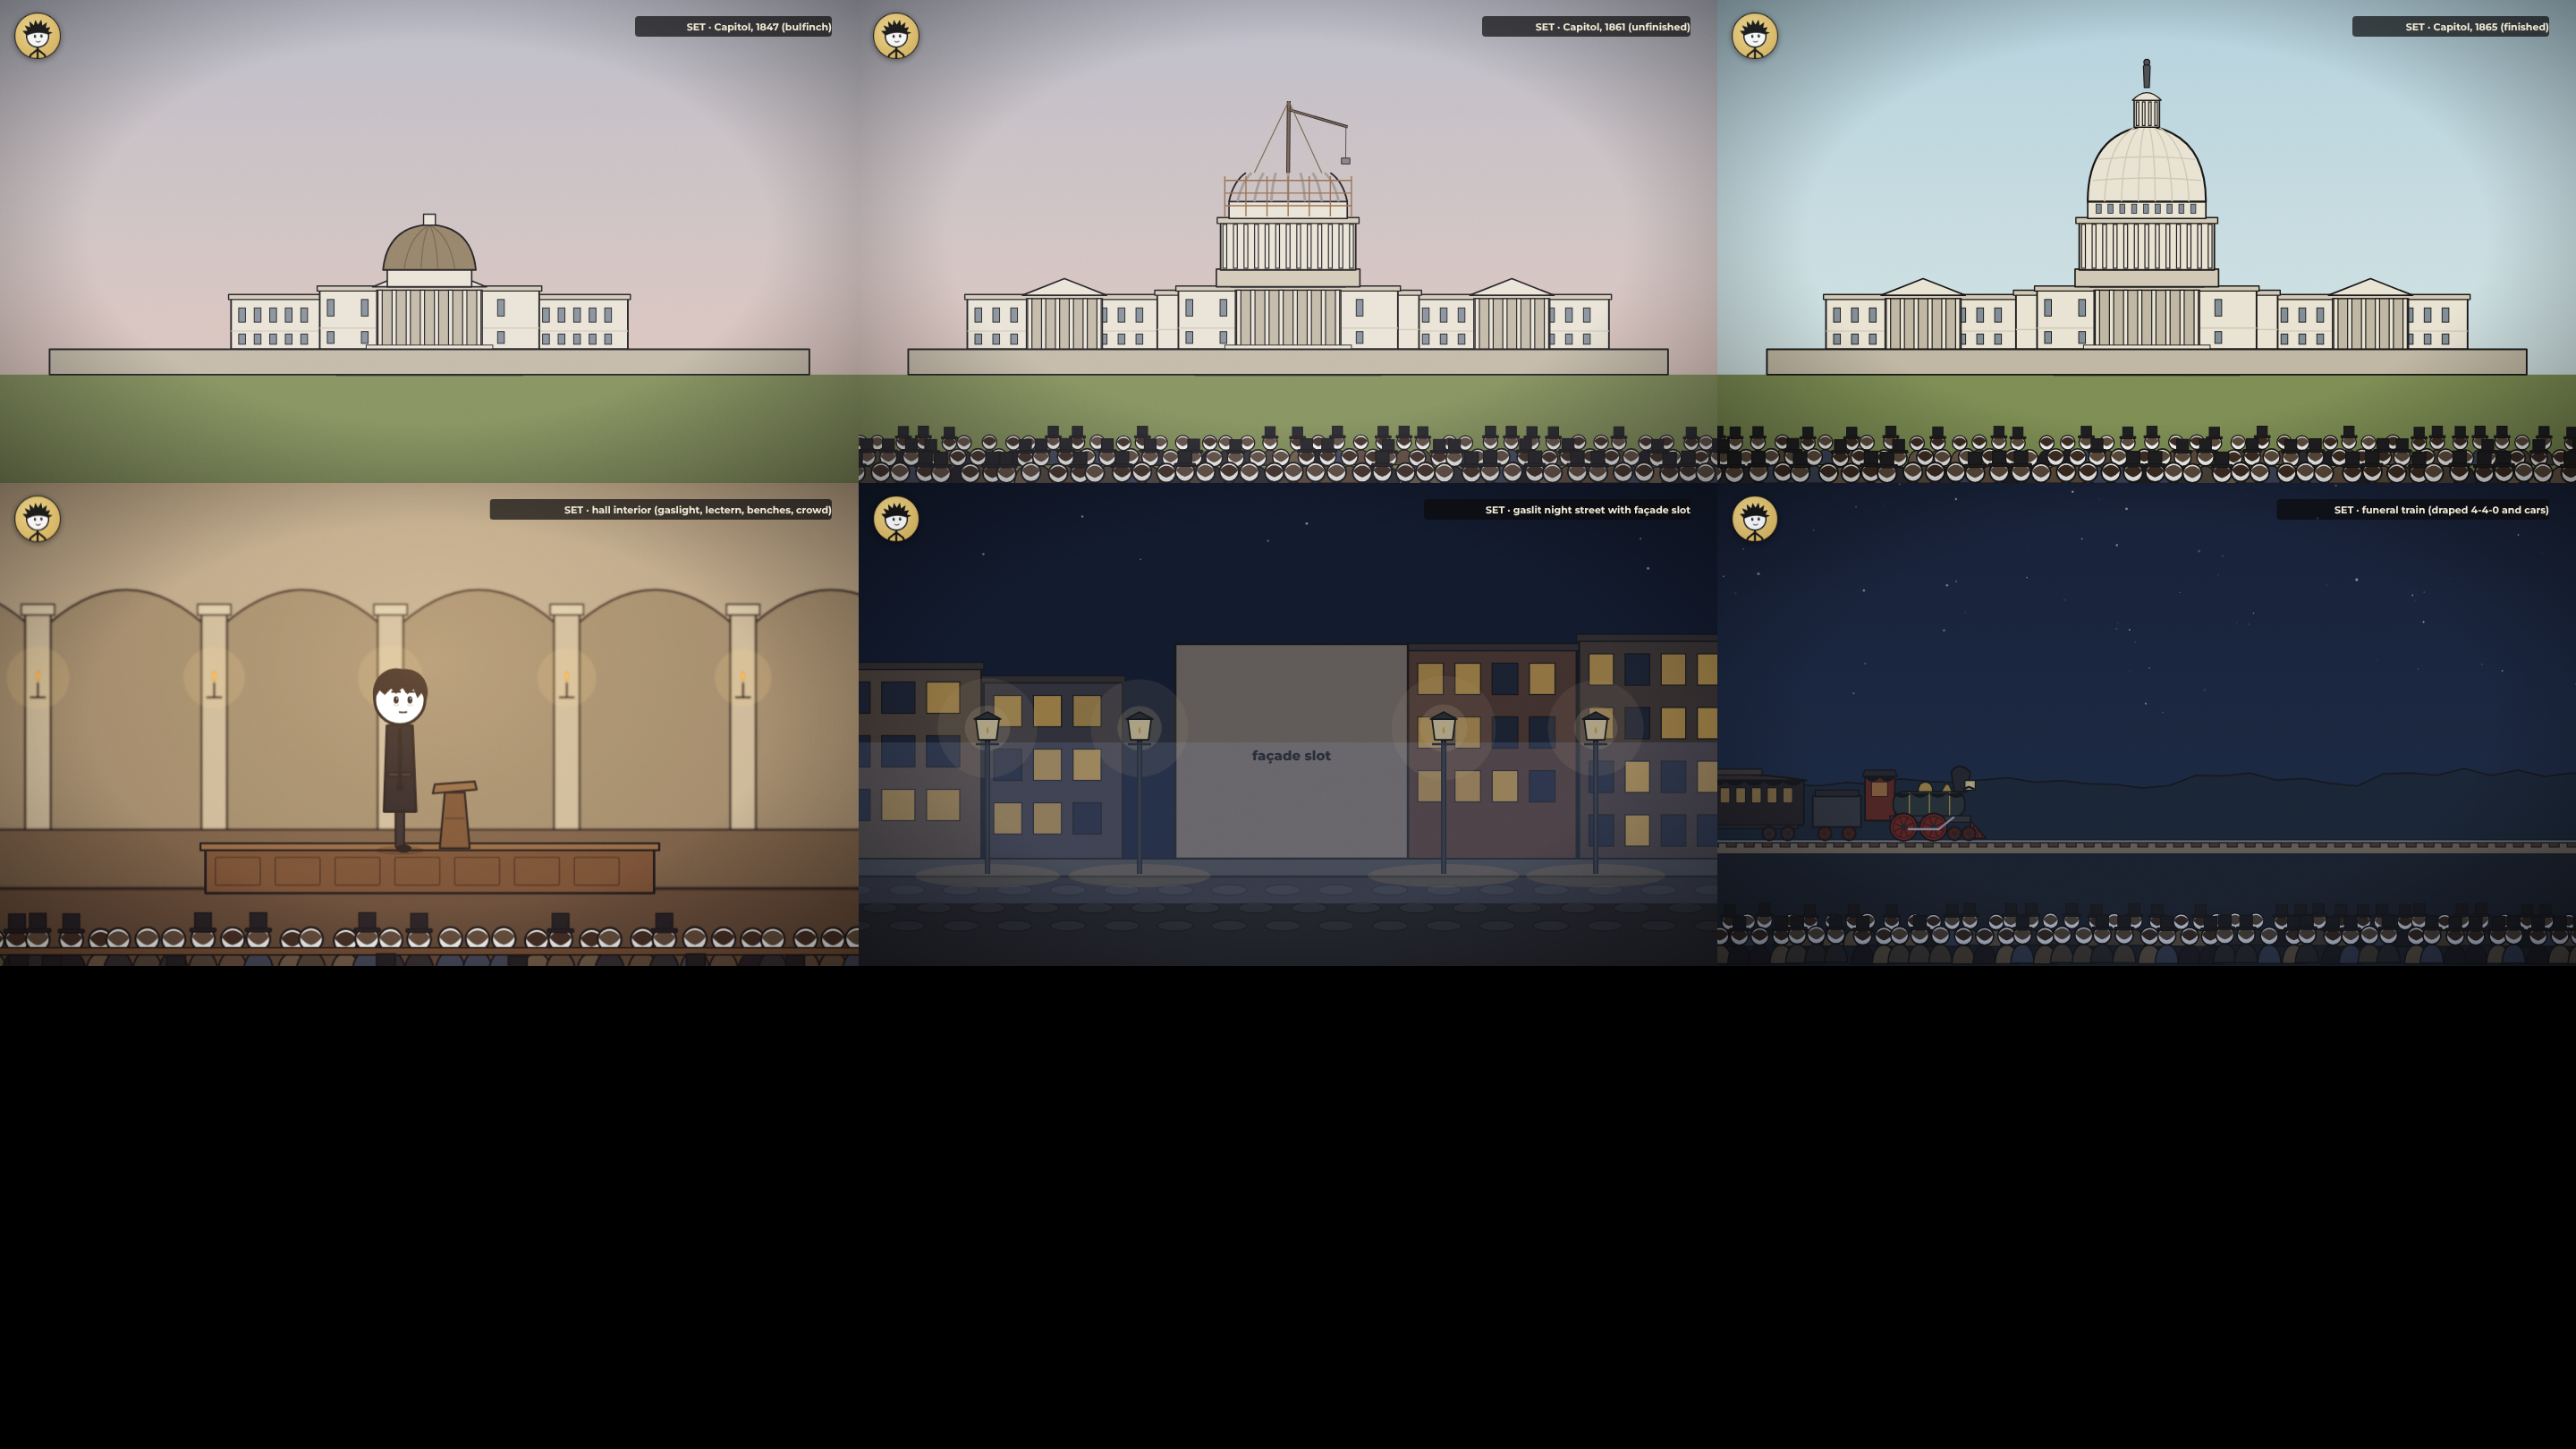 SET · Capitol, 1847 (bulfinch)
SET · Capitol, 1861 (unfinished)
SET · Capitol, 1865 (finished)
SET · hall interior (gaslight, lectern, benches, crowd)
SET · gaslit night street with façade slot
SET · funeral train (draped 4-4-0 and cars)
façade slot